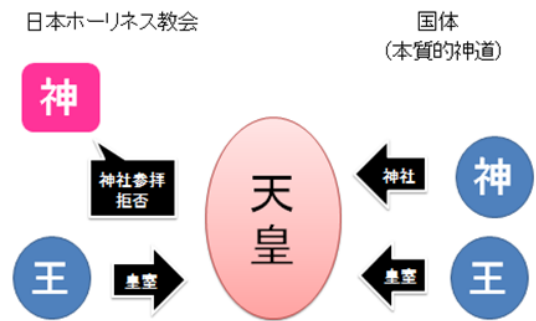 日本ホーリネス教会
国体
(本質的神道)
神
神社参拝
拒否
天皇
神社
神
王
皇室
皇室
王